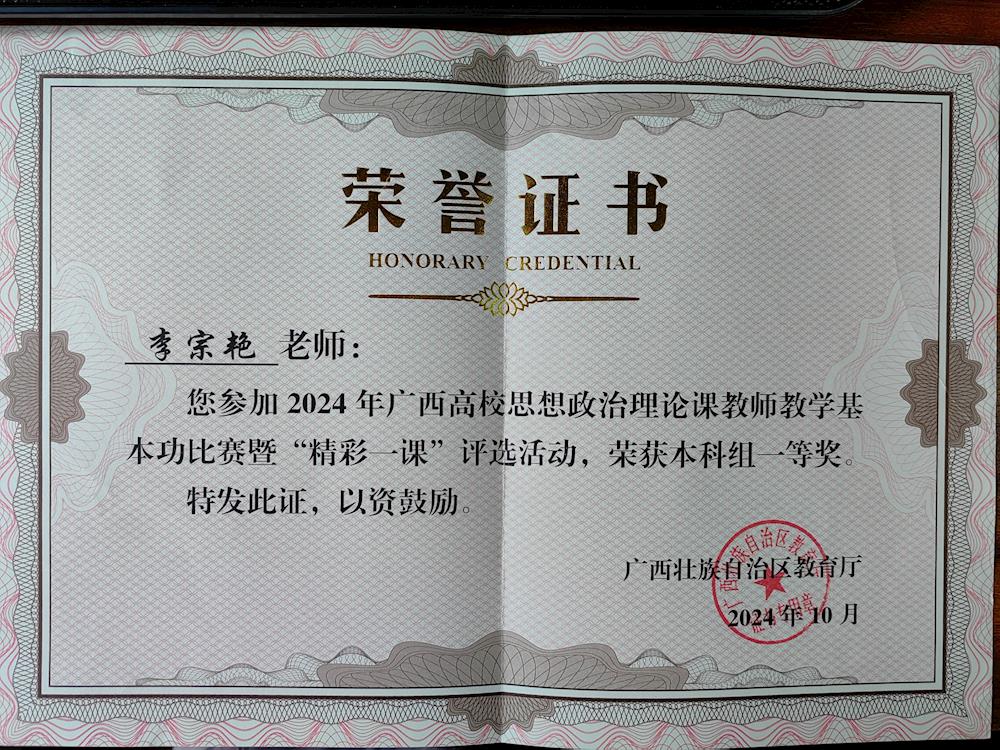 荣誉证书
HONORARY CREDENTIAL
李宗艳 老师：
您参加 2024 年广西高校思想政治理论课教师教学基
本功比赛暨“精彩一课”评选活动，荣获本科组一等奖。
特发此证，以资鼓励。
广西壮族自治区教育厅
2024 年 10 月